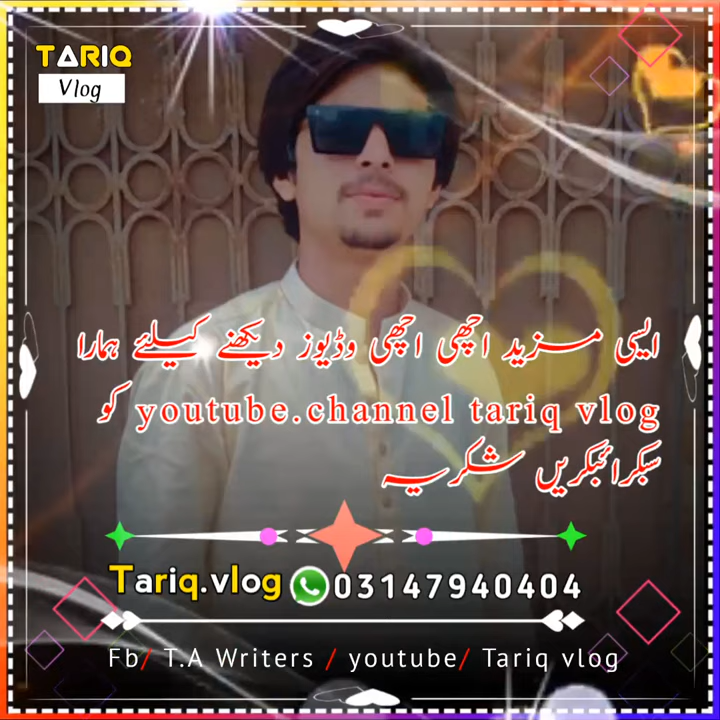 TARIQ
Vlog
ایسی مزید اچھی اچھی وڈیوز دیکھنے کیلئے ہمارا
youtube.channel tariq vlog کو
سبکرائبکریں شکریہ
Tariq.vlog 03147940404
Fb/ T.A Writers / youtube/ Tariq vlog